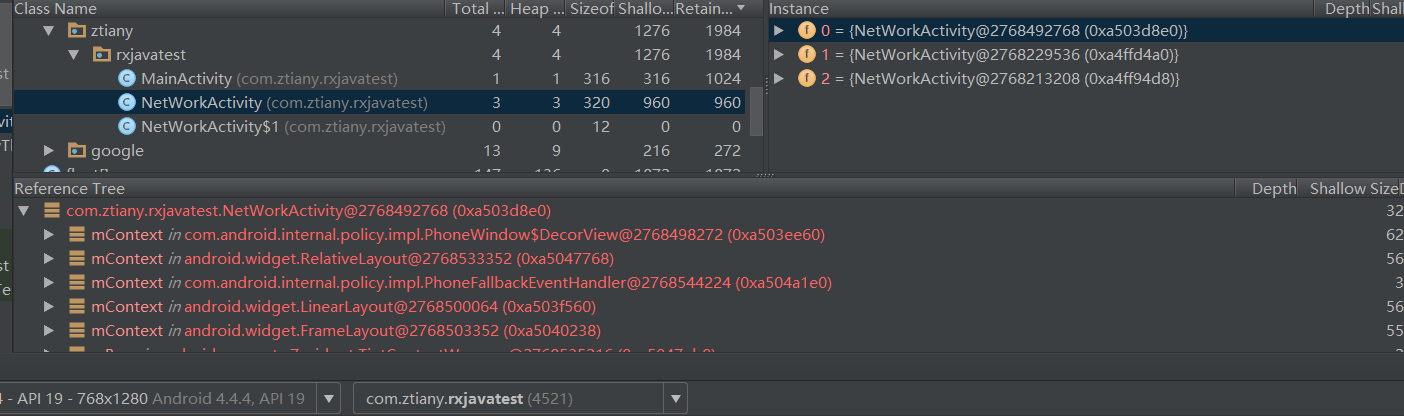 Class Name Total ... Heap ... Sizeof Shallo... Retain...
ztiany 4 4 1276 1984
rxjavatest 4 4 1276 1984
MainActivity (com.ztiany.rxjavatest) 1 1 316 316 1024
NetWorkActivity (com.ztiany.rxjavatest) 3 3 320 960 960
NetWorkActivity$1 (com.ztiany.rxjavatest) 0 0 12 0 0
google 13 9 216 272
Instance Depth Shall
0 = {NetWorkActivity@2768492768 (0xa503d8e0)}
1 = {NetWorkActivity@2768229536 (0xa4ffd4a0)}
2 = {NetWorkActivity@2768213208 (0xa4ff94d8)}
Reference Tree Depth Shallow Size D
com.ztiany.rxjavatest.NetWorkActivity@2768492768 (0xa503d8e0) 32
mContext in com.android.internal.policy.impl.PhoneWindow$DecorView@2768498272 (0xa503ee60) 62
mContext in android.widget.RelativeLayout@2768533352 (0xa5047768) 56
mContext in com.android.internal.policy.impl.PhoneFallbackEventHandler@2768544224 (0xa504a1e0) 3
mContext in android.widget.LinearLayout@2768500064 (0xa503f560) 56
mContext in android.widget.FrameLayout@2768503352 (0xa5040238) 55
4 - API 19 - 768x1280 Android 4.4.4, API 19
com.ztiany.rxjavatest (4521)